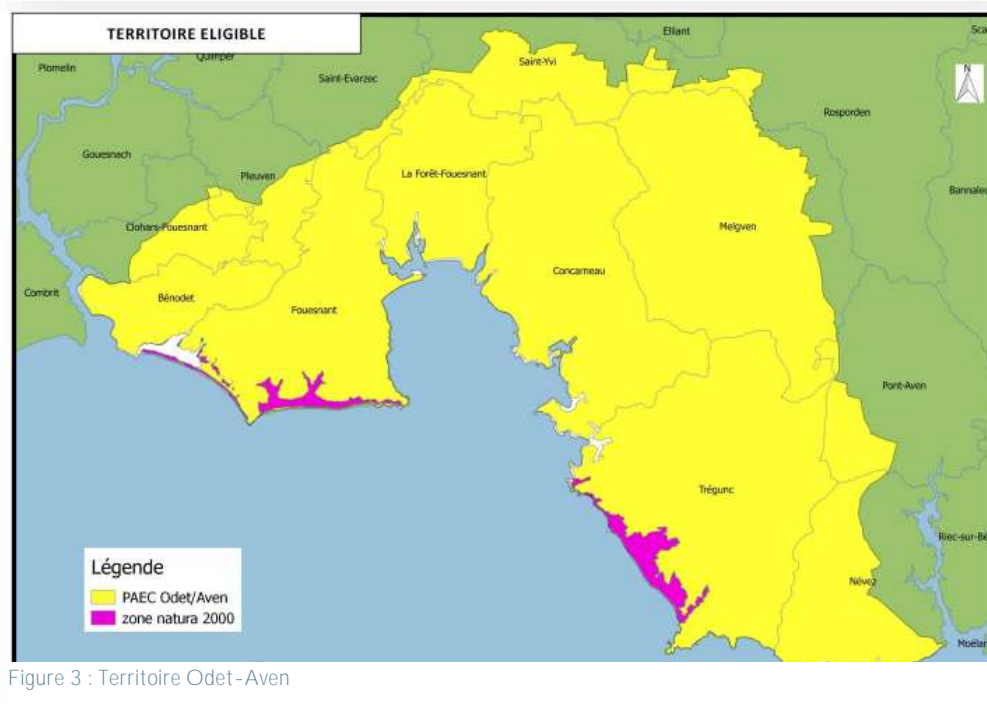 TERRITOIRE ELIGIBLE
Elliant
Plomelin
Quimper
Saint-Yvi
Saint-Evarzec
N
Rosporden
Gouesnach
Pleuven
La Forêt-Fouesnant
Clohars-Fouesnant
Melgven
Concarneau
Combrit
Bénodet
Fouesnant
Pont-Aven
Trégunc
Névez
Légende
PAEC Odet/Aven
zone natura 2000
Figure 3 : Territoire Odet-Aven